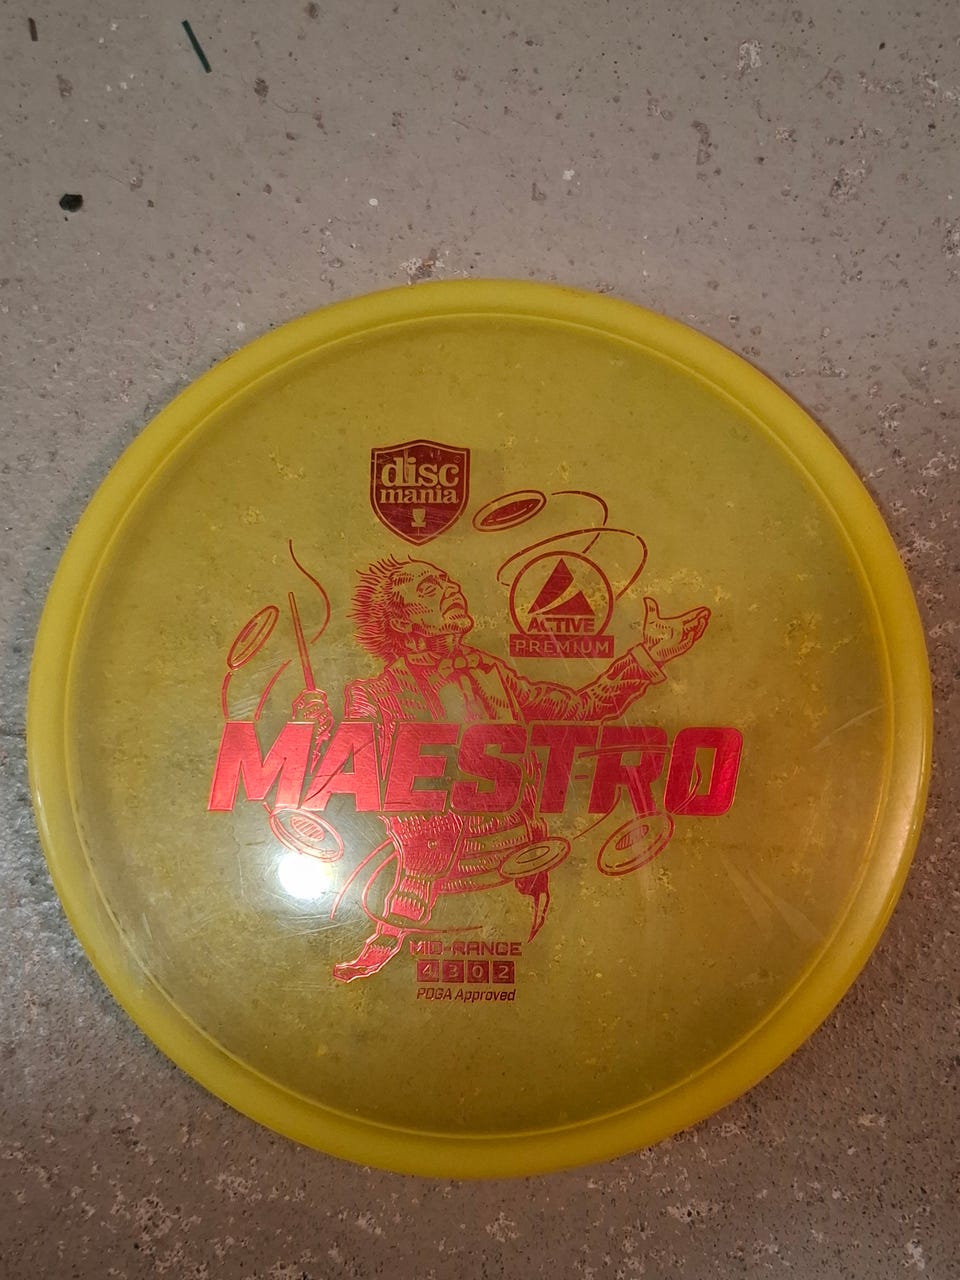 disc
mania
ACTIVE
PREMIUM
MAESTRO
MID-RANGE
4 3 0 2
PDGA Approved